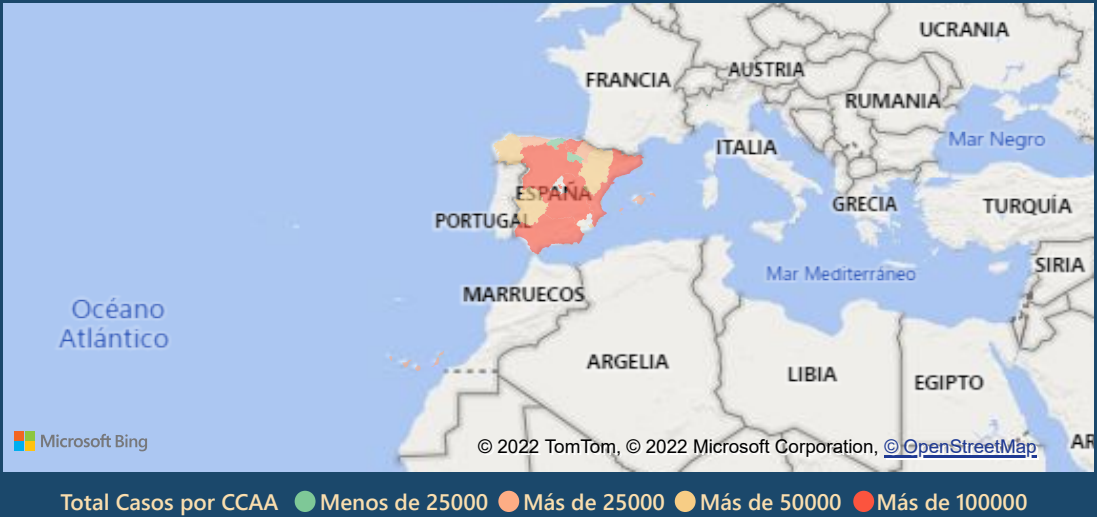 UCRANIA
FRANCIA
AUSTRIA
RUMANIA
Mar Negro
ITALIA
ESPAÑA
PORTUGAL
GRECIA
TURQUÍA
SIRIA
Mar Mediterráneo
MARRUECOS
Océano
Atlántico
ARGELIA
LIBIA
EGIPTO
AR
Microsoft Bing
© 2022 TomTom, © 2022 Microsoft Corporation, © OpenStreetMap
Total Casos por CCAA Menos de 25000 Más de 25000 Más de 50000 Más de 100000